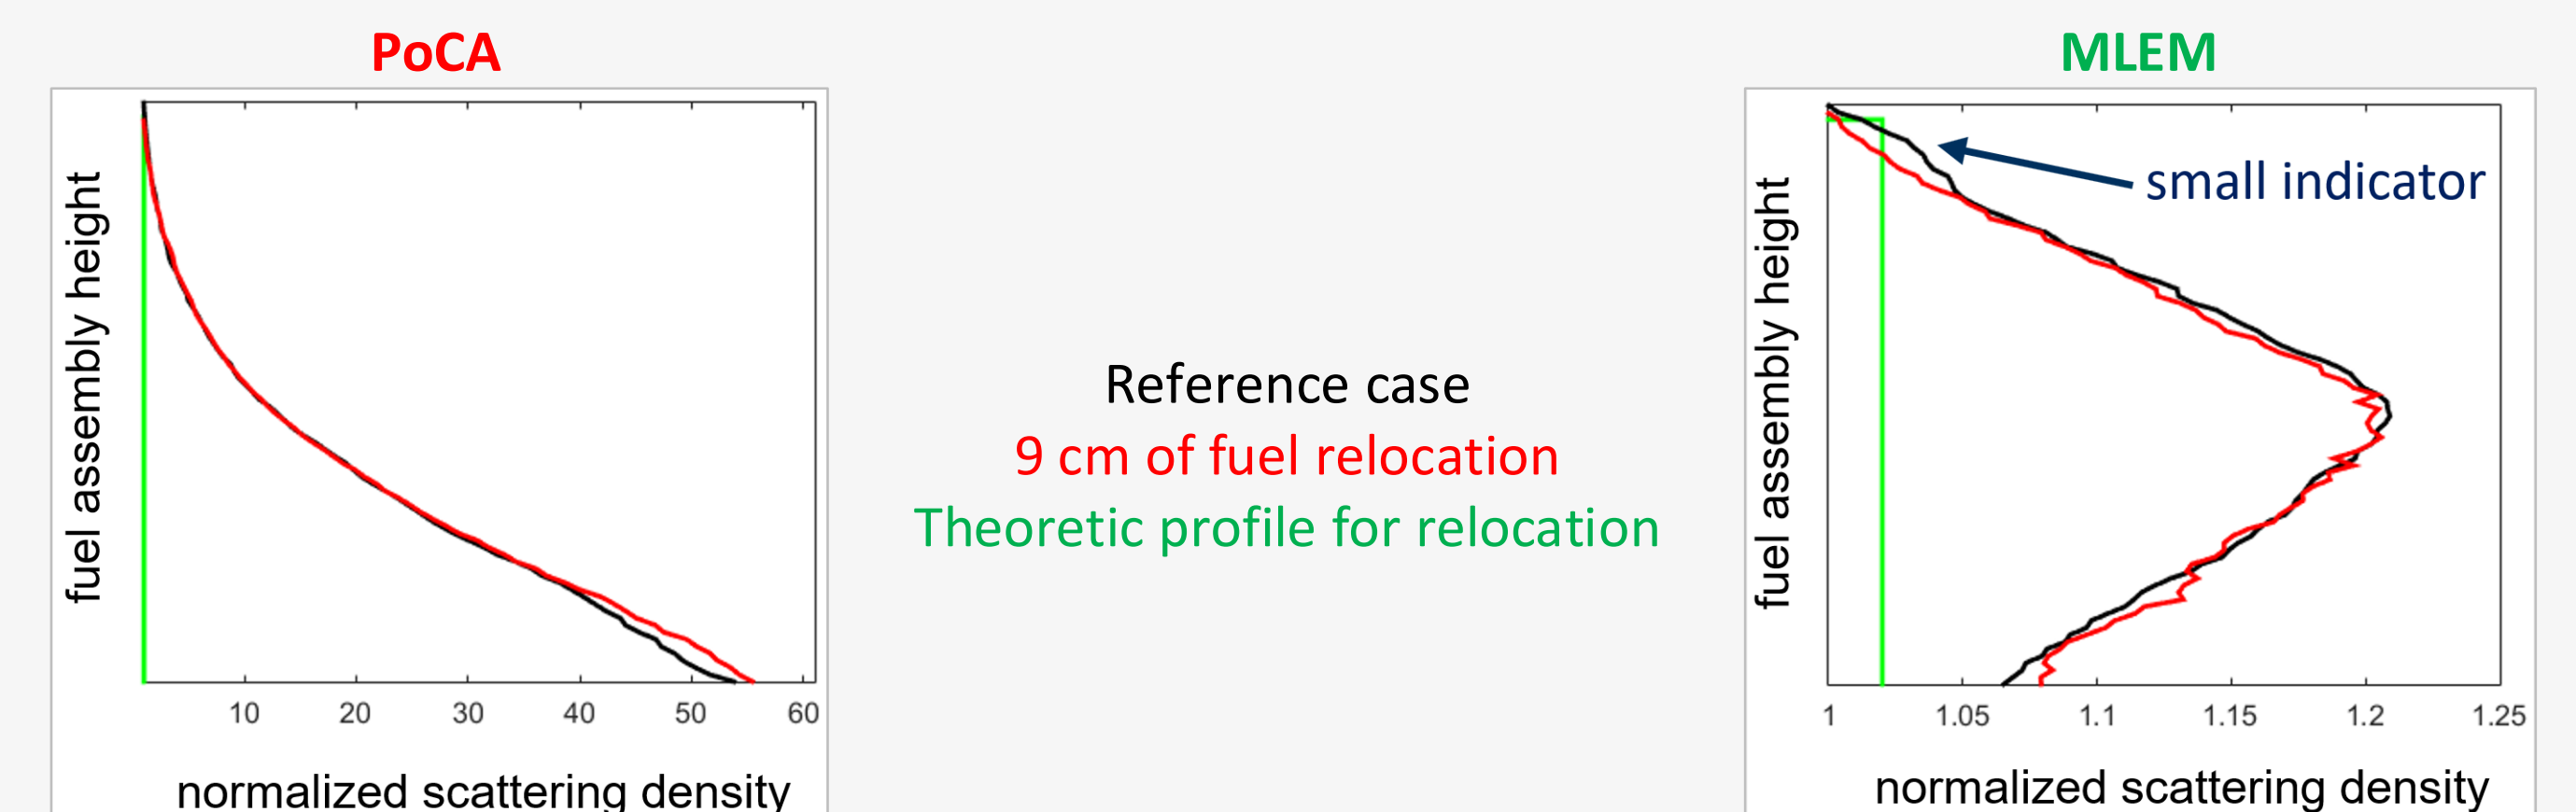 PoCA
fuel assembly height
10 20 30 40 50 60
normalized scattering density
Reference case
9 cm of fuel relocation
Theoretic profile for relocation
MLEM
small indicator
fuel assembly height
1 1.05 1.1 1.15 1.2 1.25
normalized scattering density